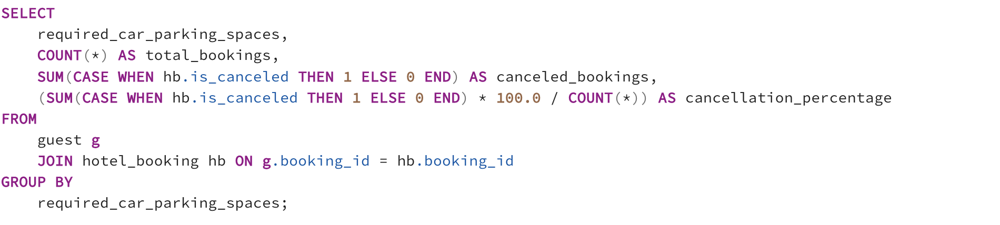 SELECT
    required_car_parking_spaces,
    COUNT(*) AS total_bookings,
    SUM(CASE WHEN hb.is_canceled THEN 1 ELSE 0 END) AS canceled_bookings,
    (SUM(CASE WHEN hb.is_canceled THEN 1 ELSE 0 END) * 100.0 / COUNT(*)) AS cancellation_percentage
FROM
    guest g
    JOIN hotel_booking hb ON g.booking_id = hb.booking_id
GROUP BY
    required_car_parking_spaces;